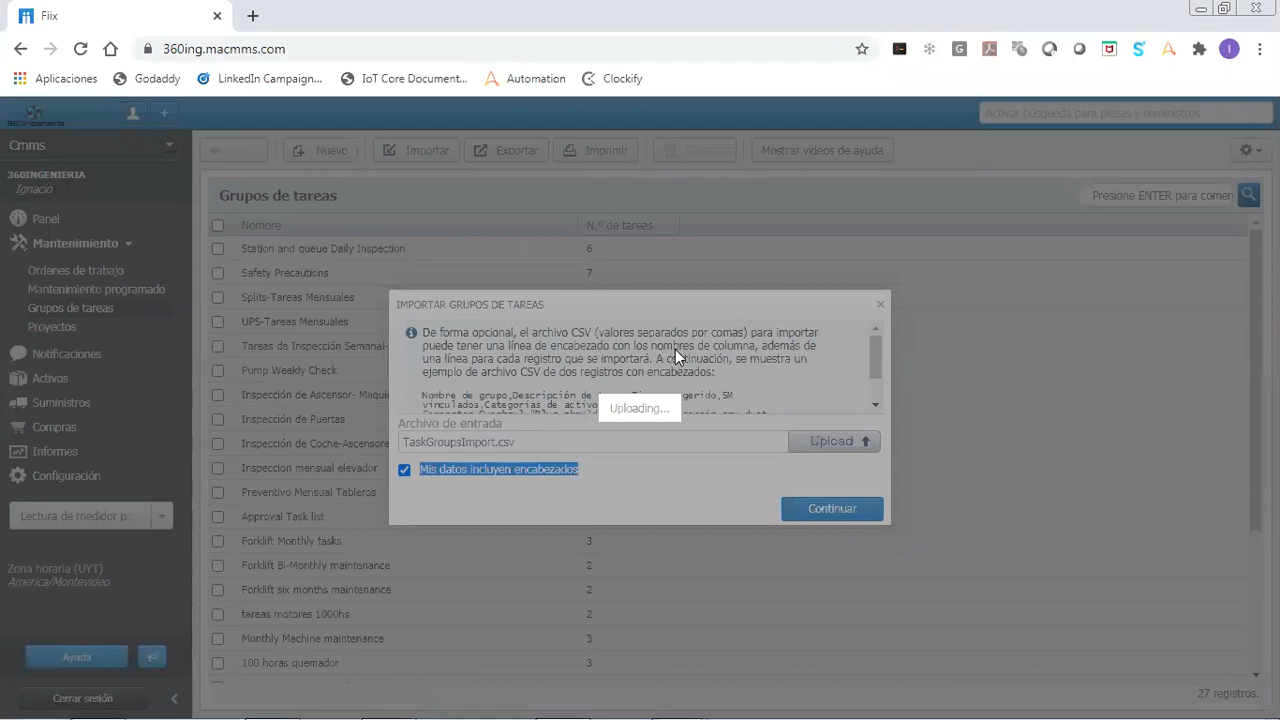 Fiix
360ing.macmms.com
Aplicaciones Godaddy LinkedIn Campaign... IoT Core Document... Automation Clockify
360ingenieria
Activar búsqueda para piezas y suministros
Cmms
Nuevo Importar Exportar Imprimir Mostrar vídeos de ayuda
360INGENIERIA
Ignacio
Grupos de tareas
Presione ENTER para comen
Panel
Nombre N.º de tareas
Mantenimiento
Station and queue Daily Inspection 6
Ordenes de trabajo
Safety Precautions 7
Mantenimiento programado
Splits-Tareas Mensuales
Grupos de tareas
UPS-Tareas Mensuales
Proyectos
Tareas de Inspección Semanal-
Notificaciones
Pump Weekly Check
Activos
Inspección de Ascensor- Maqui
Suministros
Inspección de Puertas
Compras
Inspección de Coche-Ascensore
Informes
Inspeccion mensual elevador
Configuración
Preventivo Mensual Tableros
Lectura de medidor p...
Approval Task list
Forklift Monthly tasks 3
Forklift Bi-Monthly maintenance 2
Zona horaria (UYT)
America/Montevideo
Forklift six months maintenance 2
tareas motores 1000hs 2
Monthly Machine maintenance 3
100 horas quemador 3
Ayuda
Cerrar sesión
27 registros.
IMPORTAR GRUPOS DE TAREAS
De forma opcional, el archivo CSV (valores separados por comas) para importar
puede tener una línea de encabezado con los nombres de columna, además de
una línea para cada registro que se importará. A continuación, se muestra un
ejemplo de archivo CSV de dos registros con encabezados:
Nombre de grupo,Descripción de gerido,SM
vinculados,Categorias de activo
Uploading...
Archivo de entrada
TaskGroupsImport.csv Upload
Mis datos incluyen encabezados
Continuar